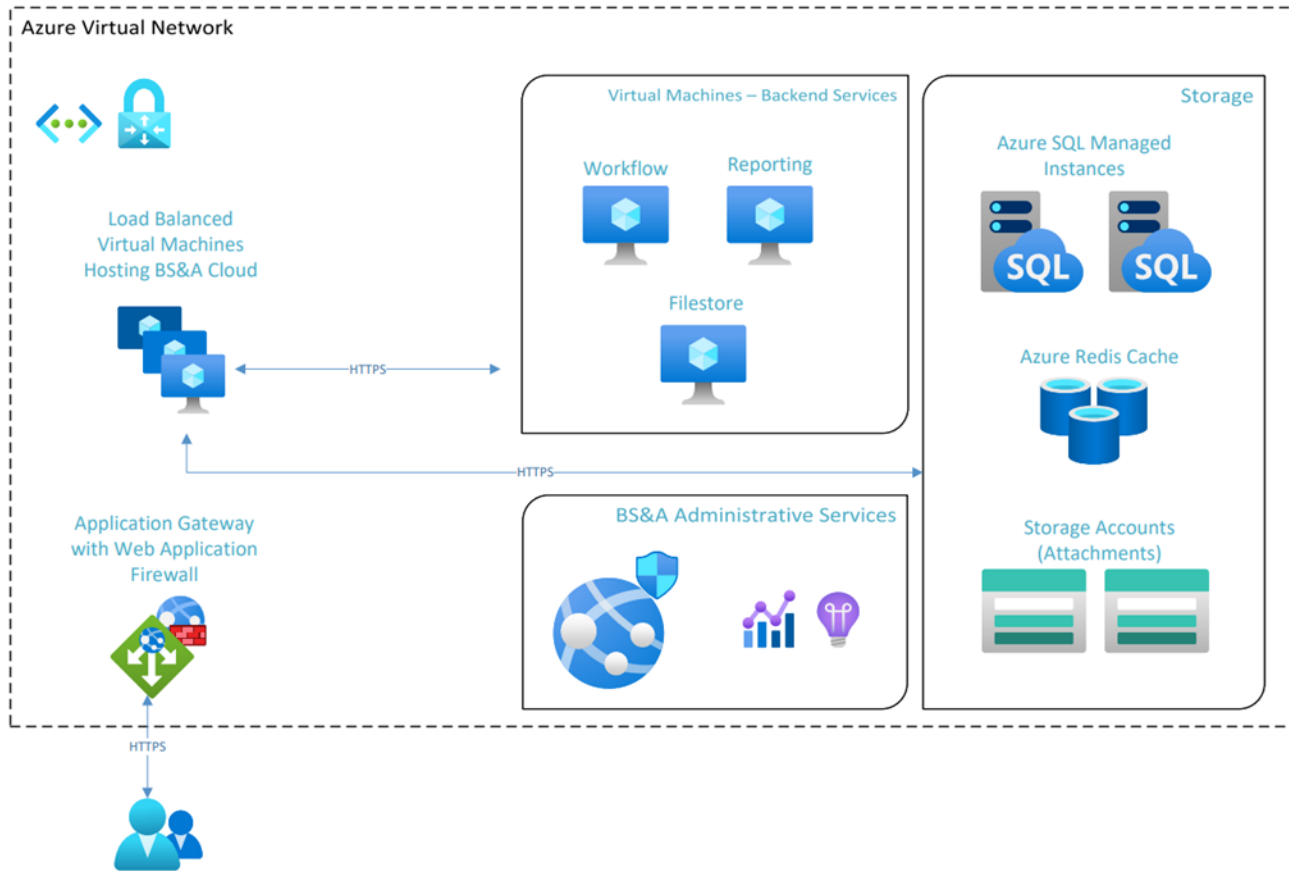 Azure Virtual Network
Virtual Machines – Backend Services
Storage
Workflow
Reporting
Filestore
Azure SQL Managed
Instances
SQL
SQL
Load Balanced
Virtual Machines
Hosting BS&A Cloud
HTTPS
Azure Redis Cache
HTTPS
BS&A Administrative Services
Storage Accounts
(Attachments)
Application Gateway
with Web Application
Firewall
HTTPS